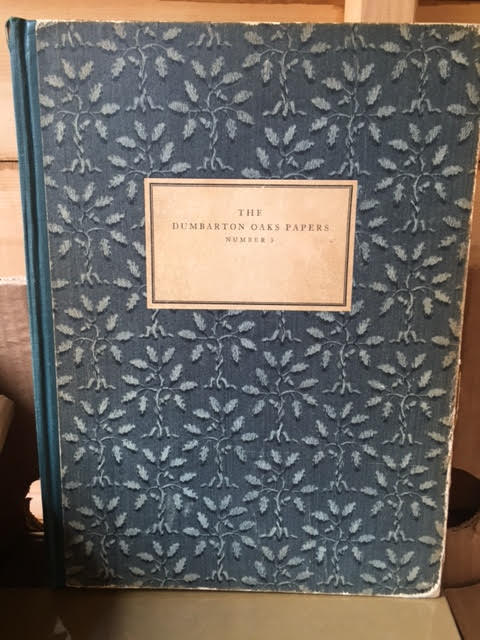 THE
DUMBARTON OAKS PAPERS
NUMBER 3